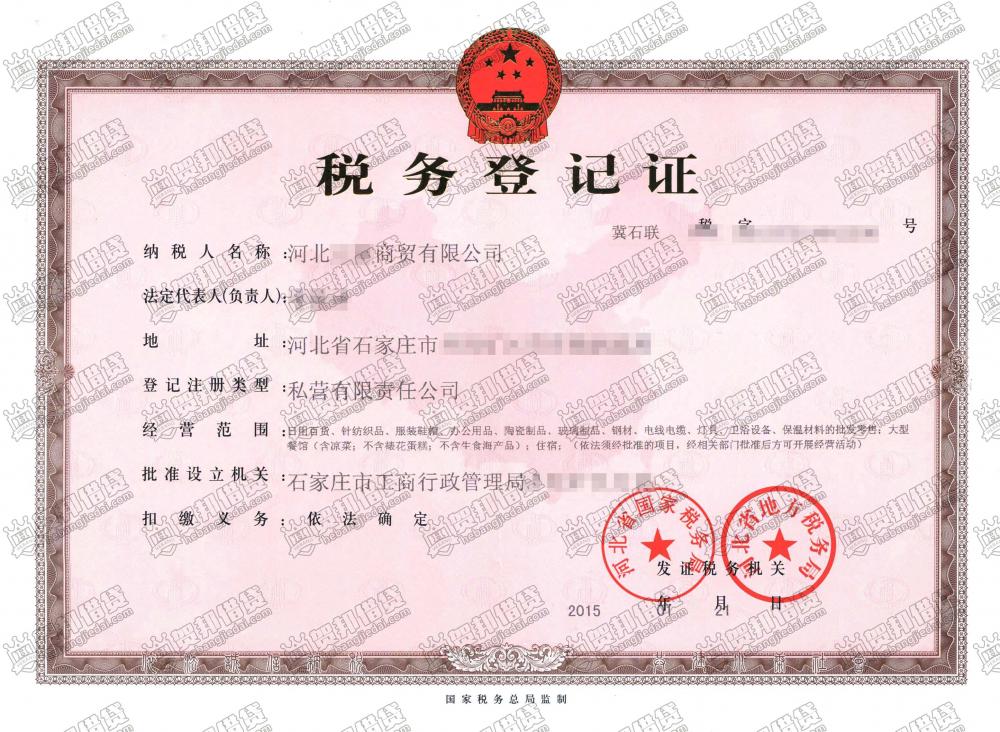 税务登记证
冀石联 税 字 号
纳税人名称:河北 商贸有限公司
法定代表人(负责人):
地 址:河北省石家庄市
登记注册类型:私营有限责任公司
经营范围:日用百货、针纺织品、服装鞋帽、办公用品、陶瓷制品、玻璃制品、钢材、电线电缆、灯具、卫浴设备、保温材料的批发零售;大型
餐馆(含凉菜;不含裱花蛋糕;不含生食海产品);住宿;(依法须经批准的项目,经相关部门批准后方可开展经营活动)
批准设立机关:石家庄市工商行政管理局
扣缴义务:依法确定
河北省国家税务局
河北省地方税务局
发证税务机关
2015 年 01 月 21 日
国家税务总局监制
hebangjiedai.com